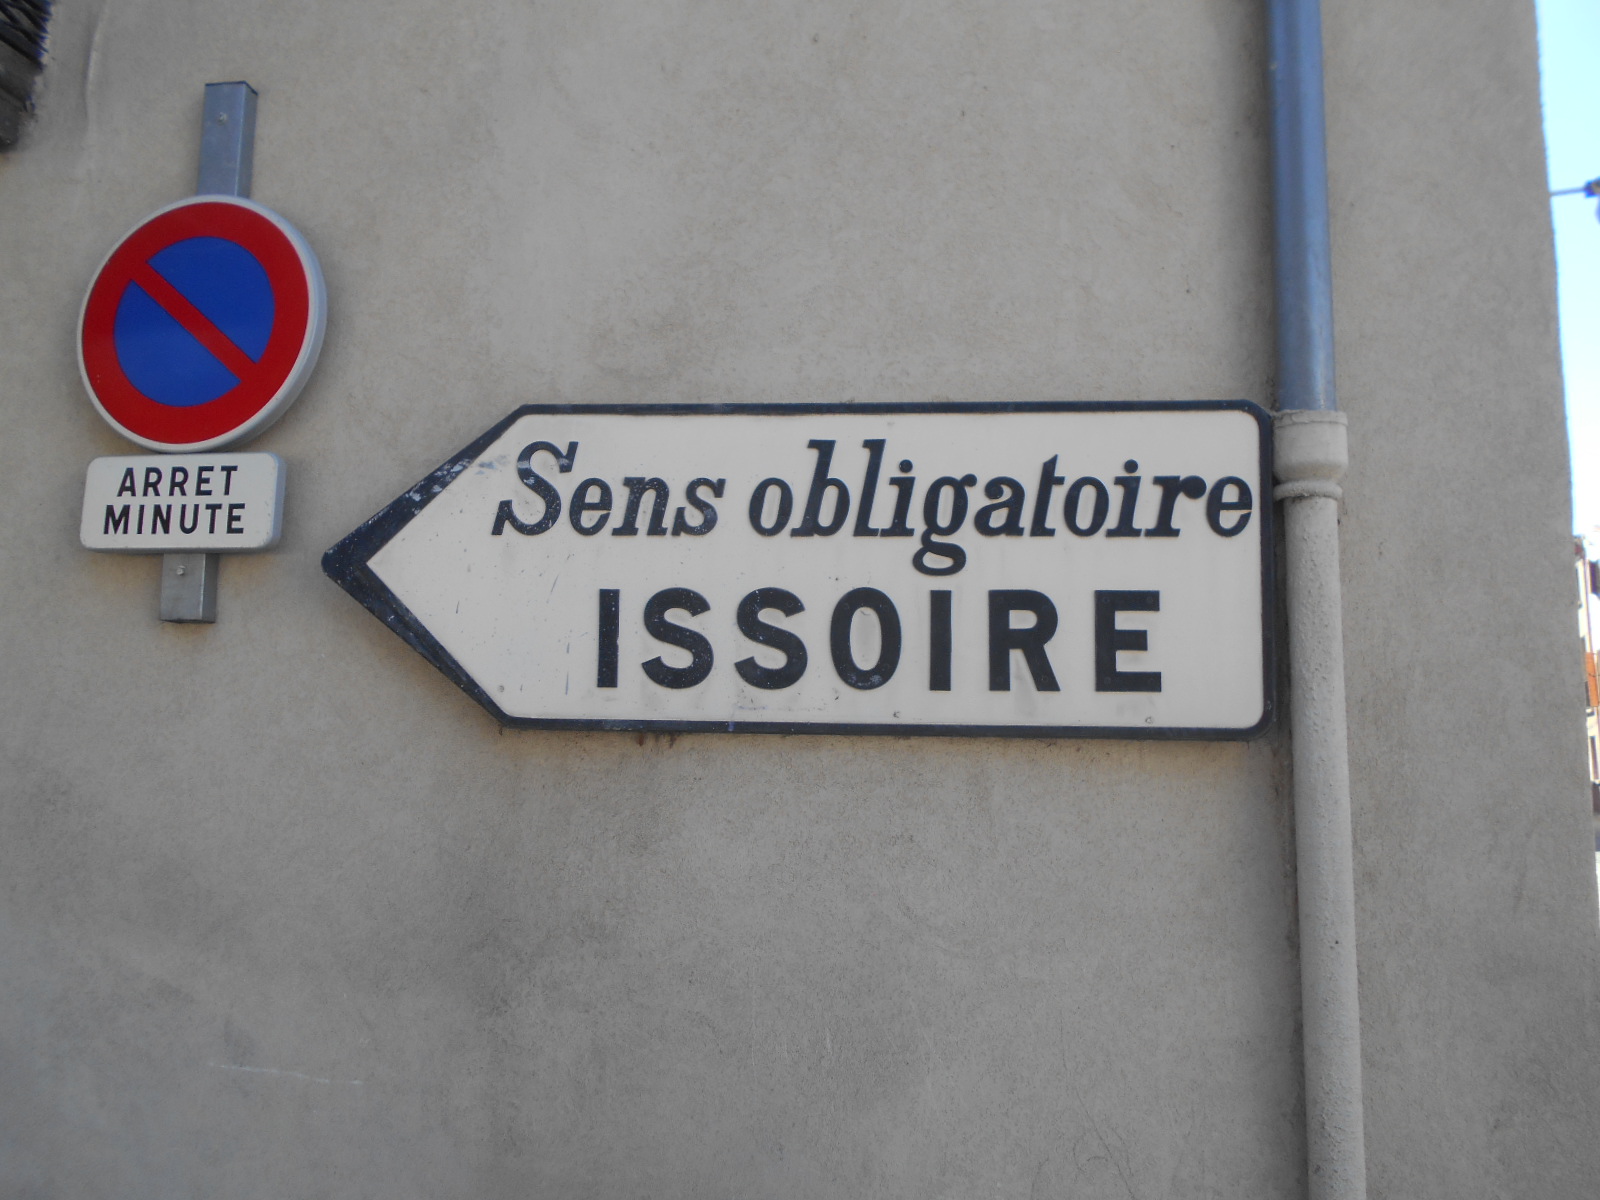 ARRET
MINUTE
Sens obligatoire
ISSOIRE